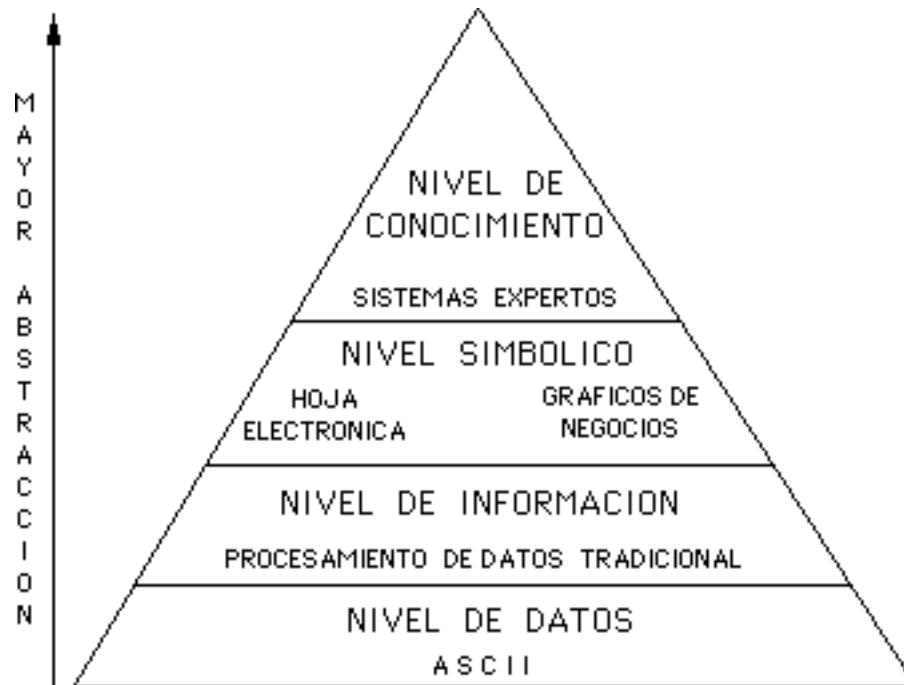 MAYOR ABSTRACCION
NIVEL DE
CONOCIMIENTO
SISTEMAS EXPERTOS
NIVEL SIMBOLICO
HOJA
ELECTRONICA
GRAFICOS DE
NEGOCIOS
NIVEL DE INFORMACION
PROCESAMIENTO DE DATOS TRADICIONAL
NIVEL DE DATOS
ASCII